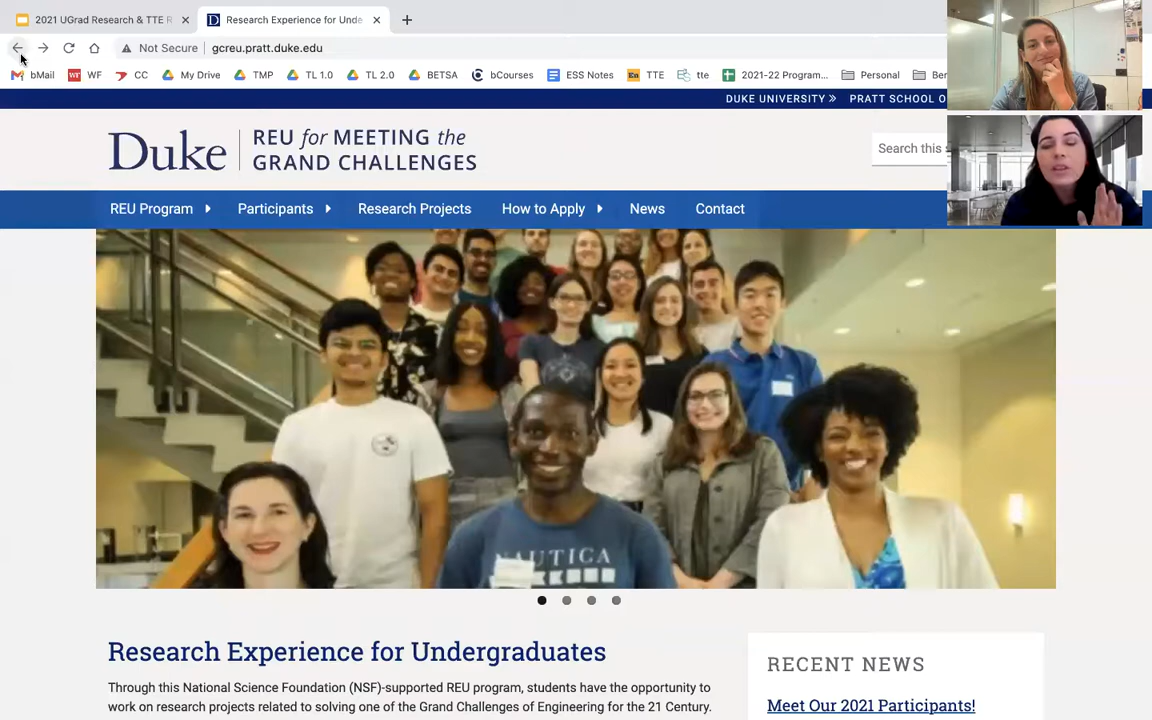 2021 UGrad Research & TTE R
Research Experience for Unde
Not Secure
gcreu.pratt.duke.edu
bMail
WF
CC
My Drive
TMP
TL 1.0
TL 2.0
BETSA
bCourses
ESS Notes
TTE
tte
2021-22 Program...
Personal
Ber
DUKE UNIVERSITY
PRATT SCHOOL O
Duke
REU for MEETING the
GRAND CHALLENGES
Search this
REU Program
Participants
Research Projects
How to Apply
News
Contact
NAUTICA
Research Experience for Undergraduates
Through this National Science Foundation (NSF)-supported REU program, students have the opportunity to
work on research projects related to solving one of the Grand Challenges of Engineering for the 21 Century.
RECENT NEWS
Meet Our 2021 Participants!